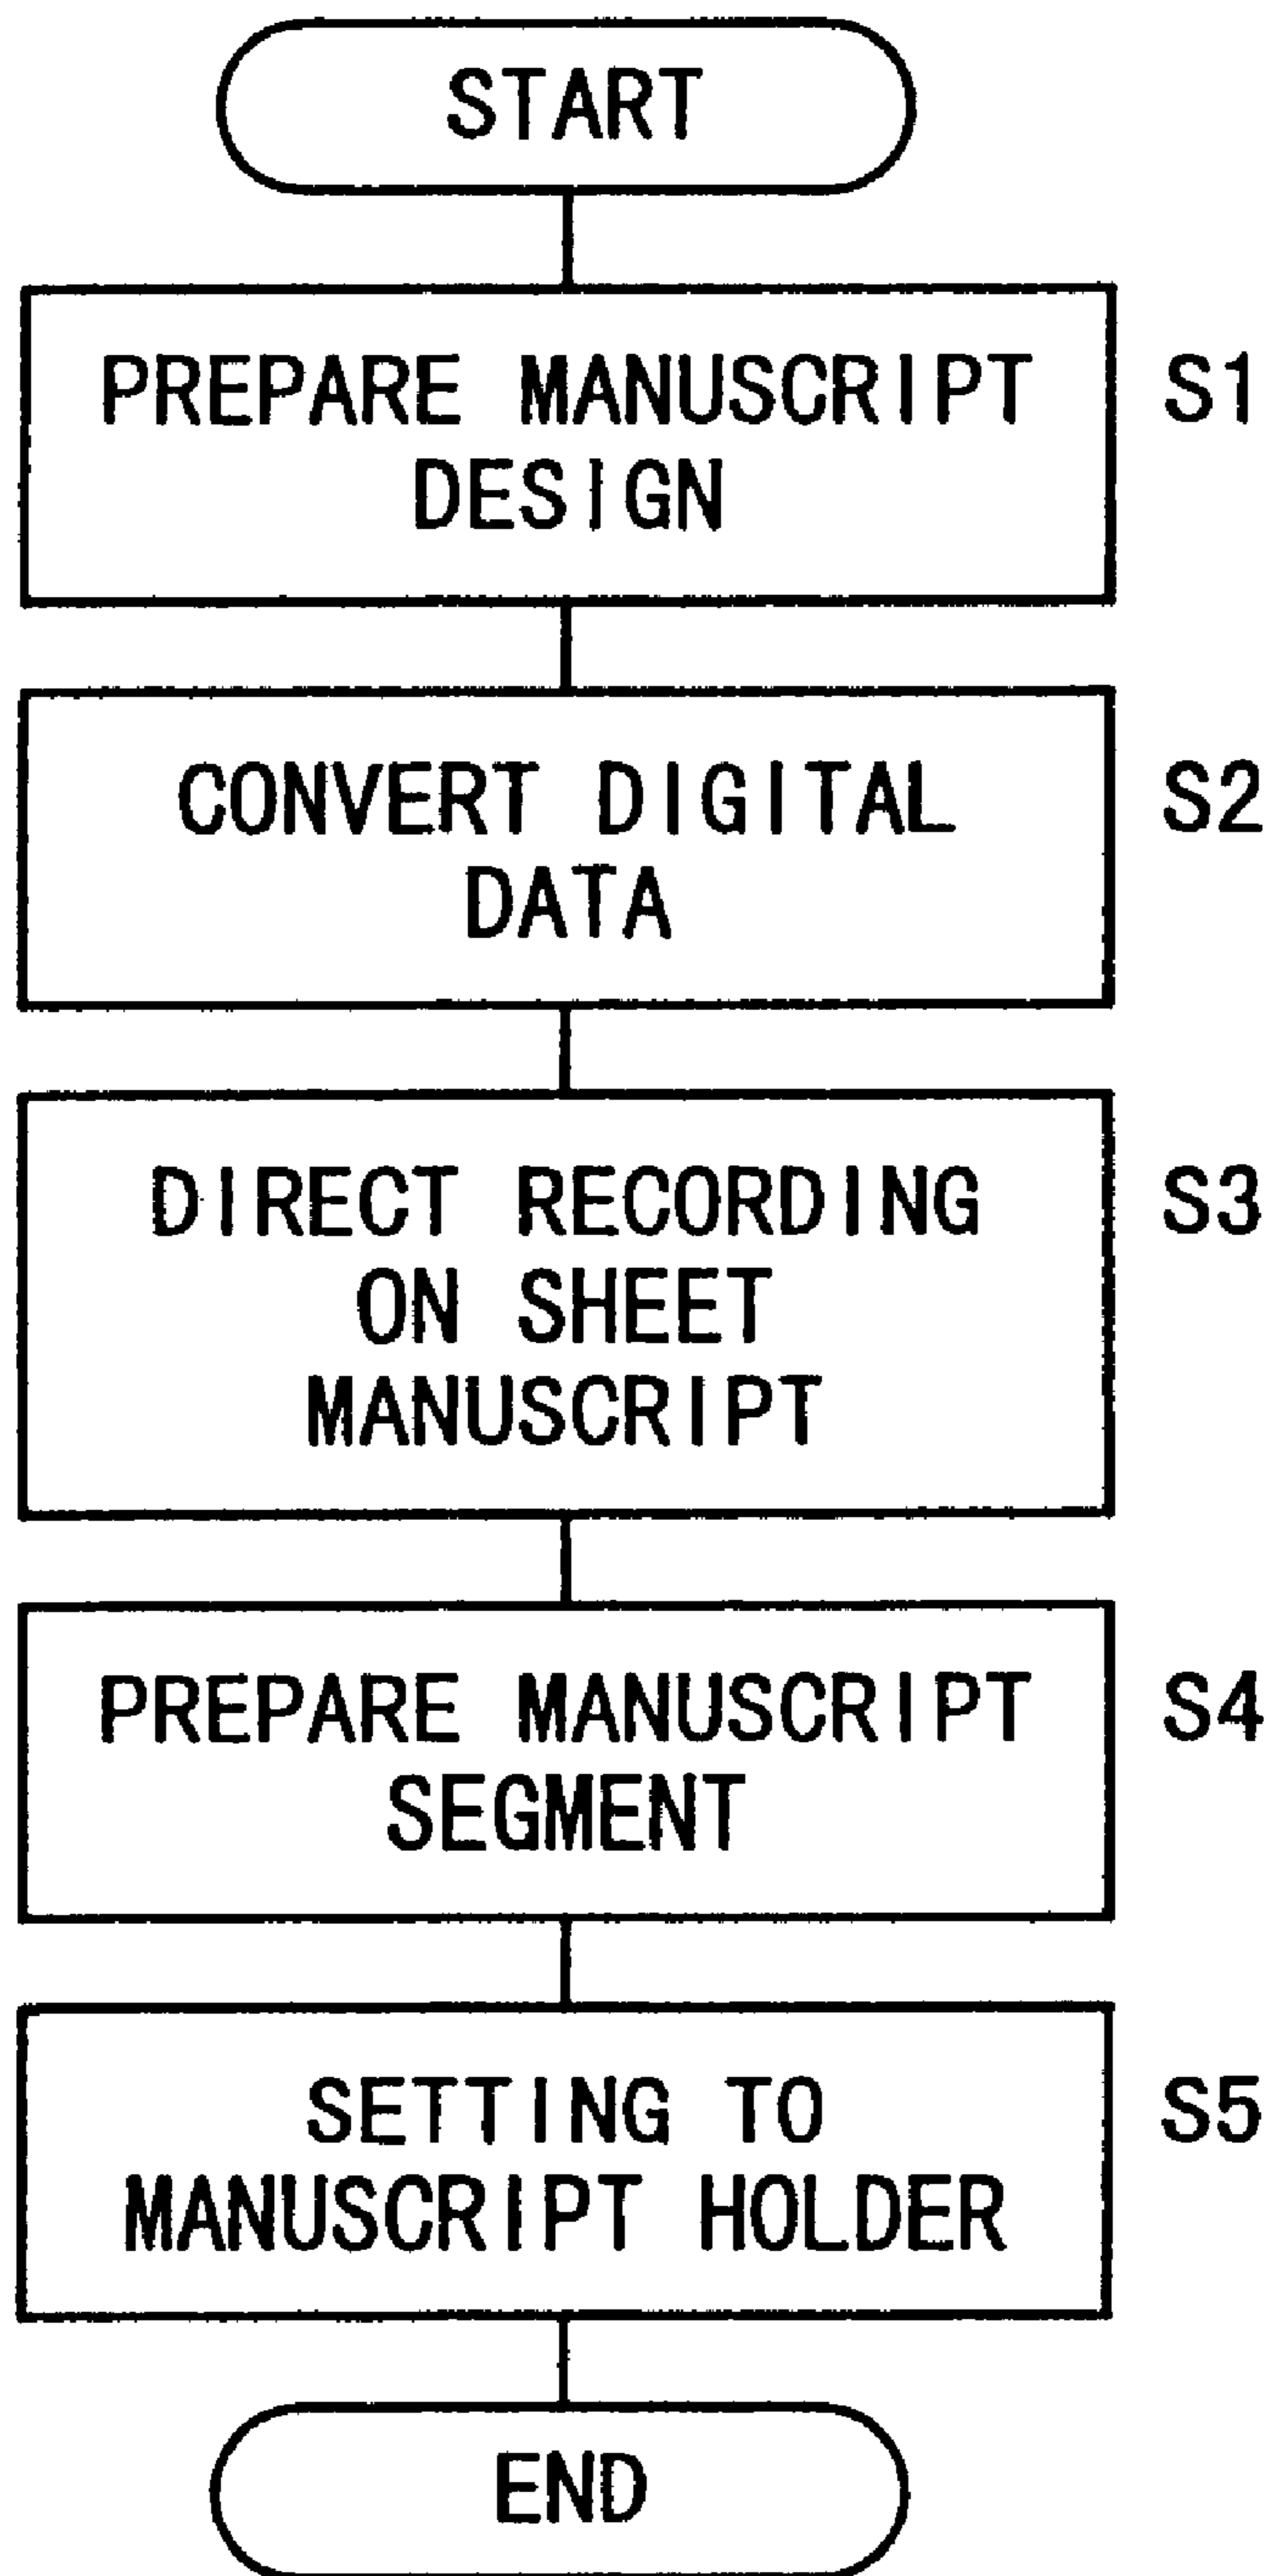 START
PREPARE MANUSCRIPT
DESIGN
S1
CONVERT DIGITAL
DATA
S2
DIRECT RECORDING
ON SHEET
MANUSCRIPT
S3
PREPARE MANUSCRIPT
SEGMENT
S4
SETTING TO
MANUSCRIPT HOLDER
S5
END